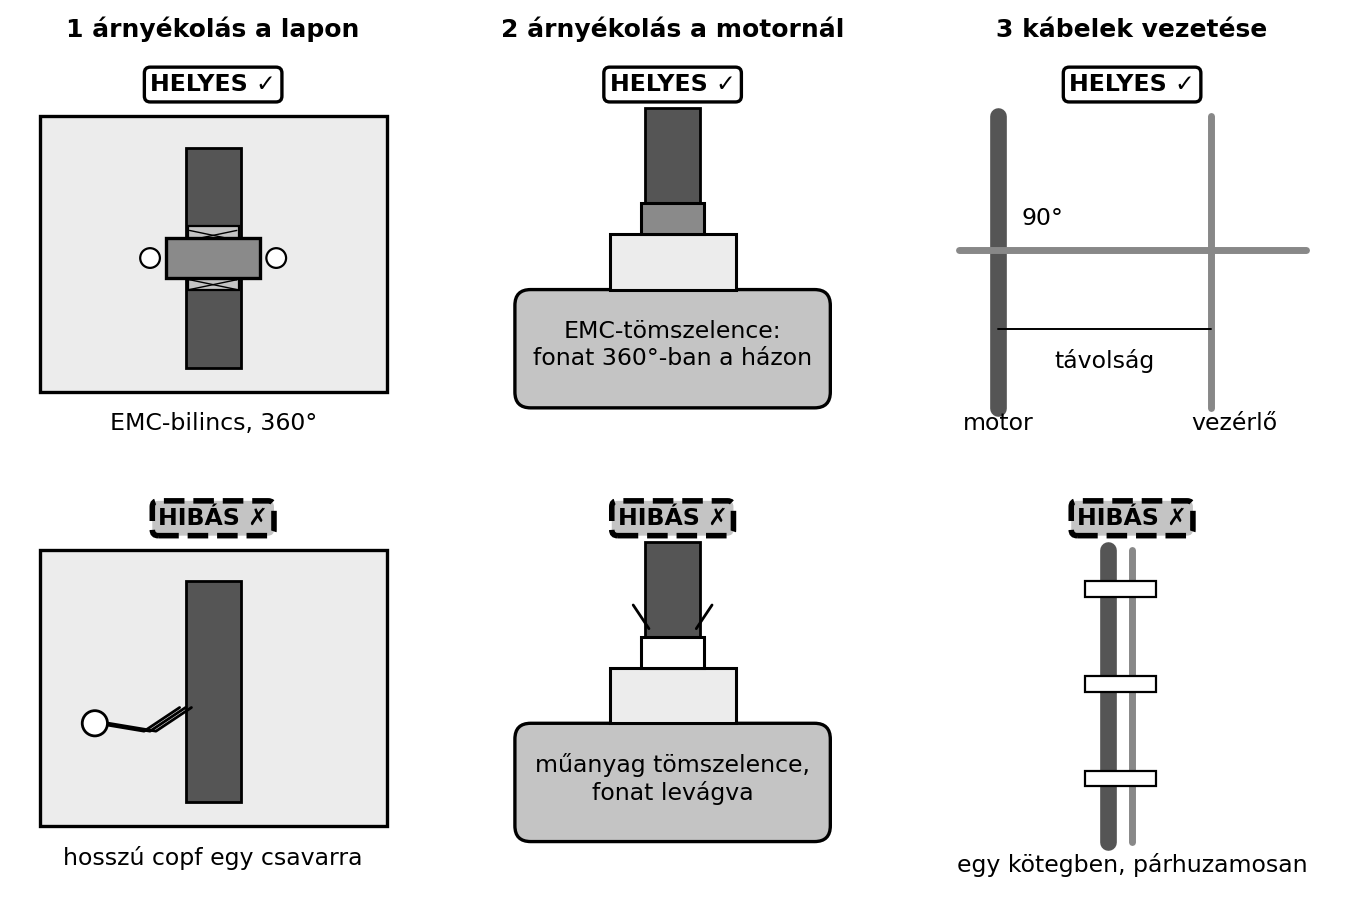 1 árnyékolás a lapon
HELYES ✓
EMC-bilincs, 360°
HIBÁS ✗
hosszú copf egy csavarra
2 árnyékolás a motornál
HELYES ✓
EMC-tömszelence:
fonat 360°-ban a házon
HIBÁS ✗
műanyag tömszelence,
fonat levágva
3 kábelek vezetése
HELYES ✓
90°
távolság
motor
vezérlő
HIBÁS ✗
egy kötegben, párhuzamosan